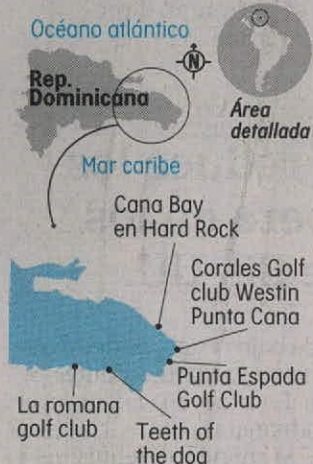 Océano atlántico
N
Rep.
Dominicana
Área
detallada
Mar caribe
Cana Bay
en Hard Rock
Corales Golf
club Westin
Punta Cana
Punta Espada
Golf Club
La romana
golf club
Teeth of
the dog